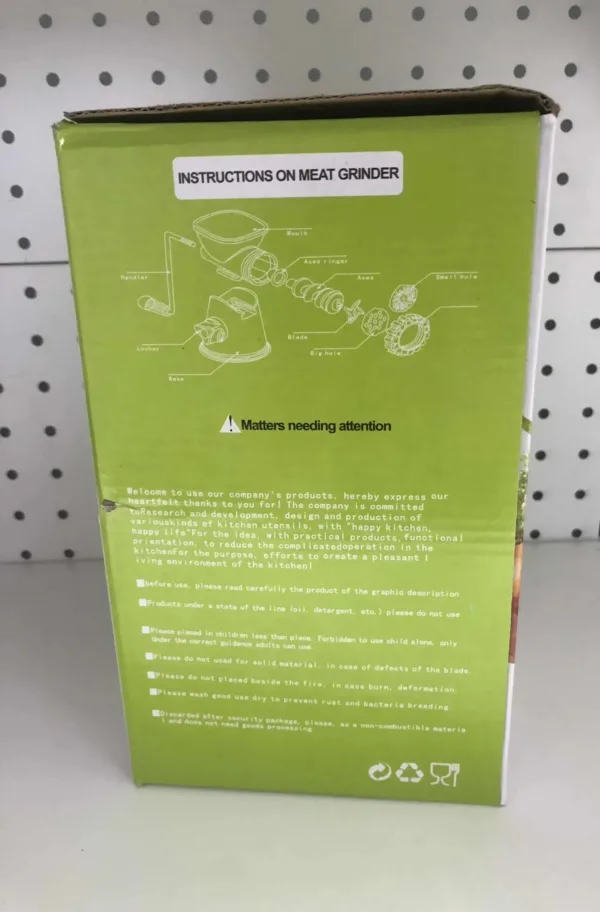 INSTRUCTIONS ON MEAT GRINDER
Mouth
Axes ringer
Handler
Axes
Small hole
Blade
Locker
Big hole
Base
Matters needing attention
Welcome to use our company's products, hereby express our
heartfelt thanks to you for! The company is committed
toResearch and development, design and production of
variouskinds of kitchen utensils, with "happy kitchen,
happy life"For the idea, with practical products, functional
prientation, to reduce the complicatedoperation in the
kitchenFor the purpose, efforts to create a pleasant l
iving environment of the kitchen!
before use, please read carefully the product of the graphic description
Products under a state of the line (oil, detergent, etc.) please do not use
Please placed in children less than place. Forbidden to use child alone, only
Under the correct guidence adults can use.
Please do not used for solid material, in case of defects of the blade.
Please do not placed beside the fire, in case burn, deformation.
Please wash good use dry to prevent rust and bacteria breeding
Discarded after security package, please, as a non-combustible materia
l and does not need goods processing